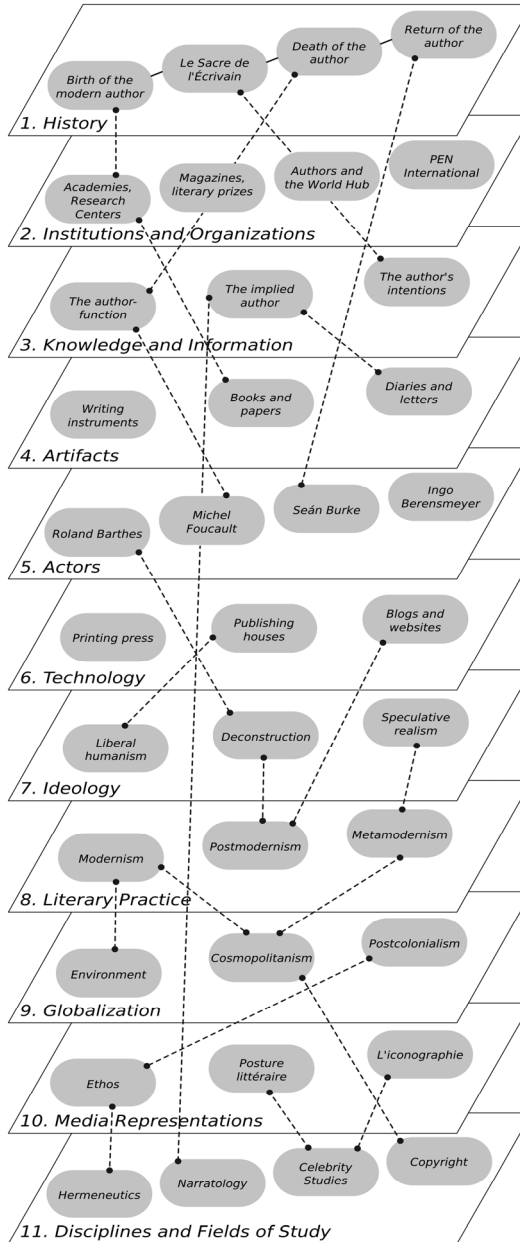 Birth of the
modern author
Le Sacre de
l'Écrivain
Death of the
author
Return of the
author
1. History
Academies,
Research
Centers
Magazines,
literary prizes
Authors and
the World Hub
PEN
International
2. Institutions and Organizations
The author-
function
The implied
author
The author's
intentions
3. Knowledge and Information
Writing
instruments
Books and
papers
Diaries and
letters
4. Artifacts
Roland Barthes
Michel
Foucault
Seán Burke
Ingo
Berensmeyer
5. Actors
Printing press
Publishing
houses
Blogs and
websites
6. Technology
Liberal
humanism
Deconstruction
Speculative
realism
7. Ideology
Modernism
Postmodernism
Metamodernism
8. Literary Practice
Environment
Cosmopolitanism
Postcolonialism
9. Globalization
Ethos
Posture
littéraire
L'iconographie
10. Media Representations
Hermeneutics
Narratology
Celebrity
Studies
Copyright
11. Disciplines and Fields of Study